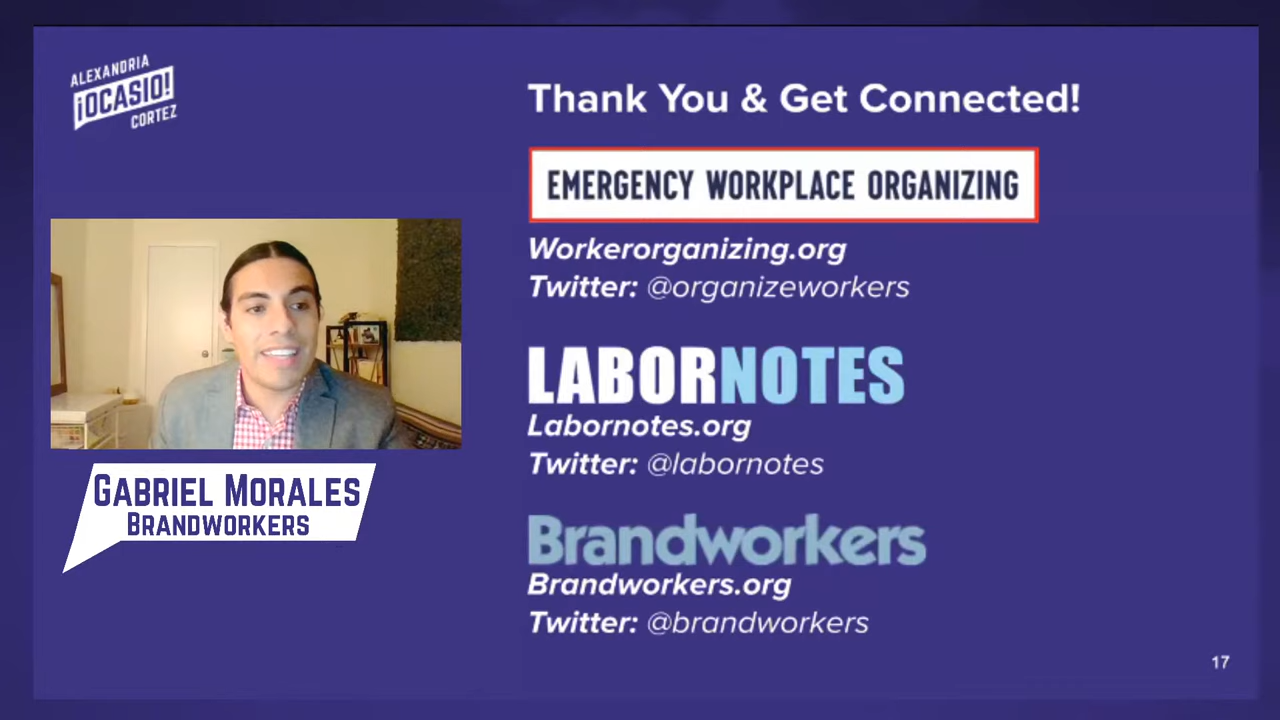 ALEXANDRIA
¡OCASIO!
CORTEZ
Thank You & Get Connected!
EMERGENCY WORKPLACE ORGANIZING
Workerorganizing.org
Twitter: @organizeworkers
LABORNOTES
Labornotes.org
Twitter: @labornotes
Brandworkers
Brandworkers.org
Twitter: @brandworkers
GABRIEL MORALES
BRANDWORKERS
17